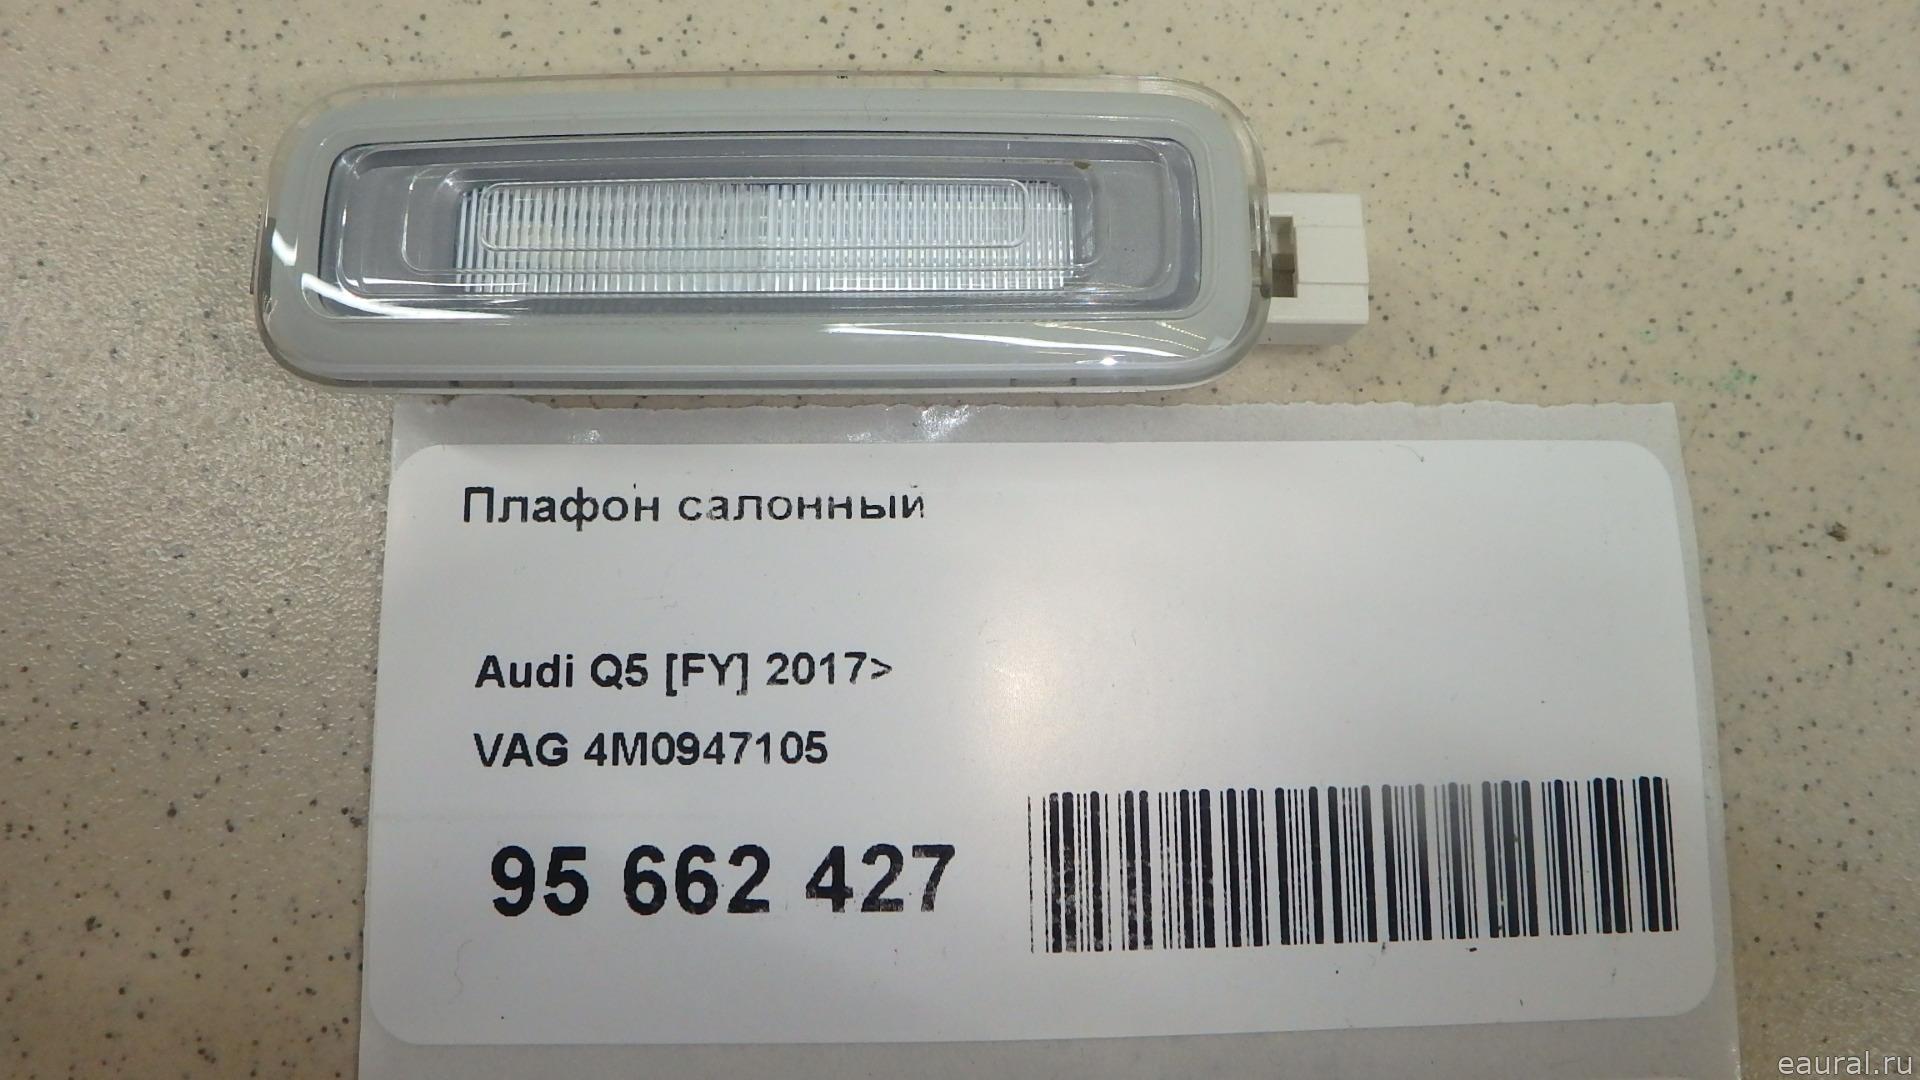 Плафон салонный
Audi Q5 [FY] 2017>
VAG 4M0947105
95 662 427
eaural.ru